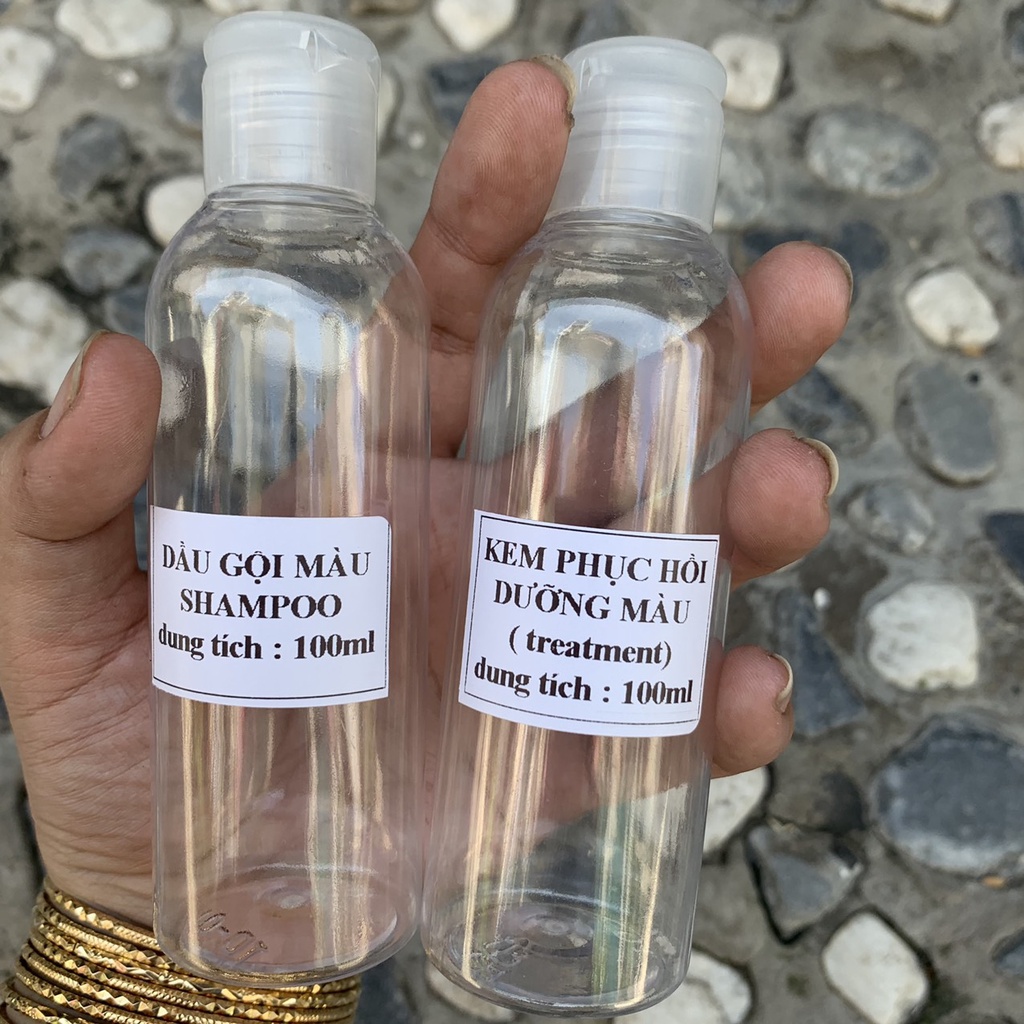 DẦU GỘI MÀU
SHAMPOO
dung tích : 100ml
KEM PHỤC HỒI
DƯỠNG MÀU
( treatment)
dung tích : 100ml